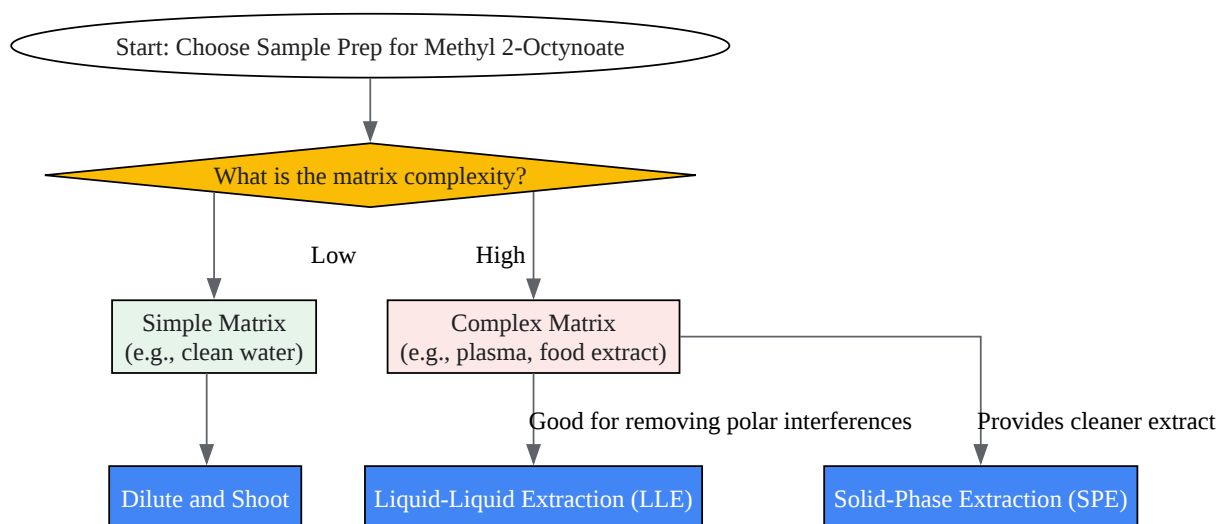 Start: Choose Sample Prep for Methyl 2-Octynoate
What is the matrix complexity?
Low
High
Simple Matrix
(e.g., clean water)
Complex Matrix
(e.g., plasma, food extract)
Good for removing polar interferences
Provides cleaner extract
Dilute and Shoot
Liquid-Liquid Extraction (LLE)
Solid-Phase Extraction (SPE)